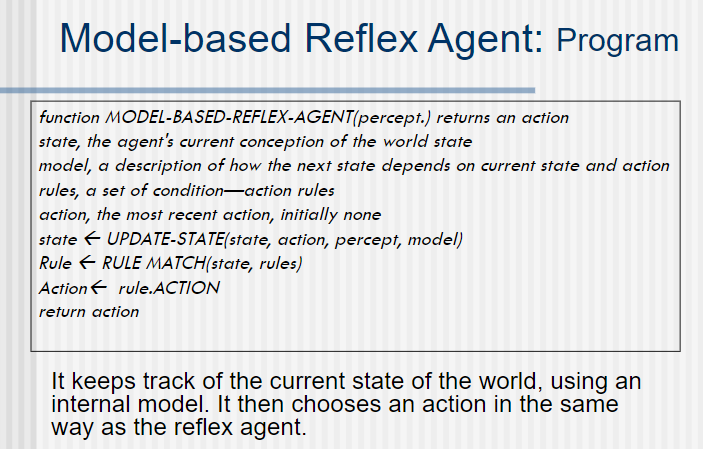 Model-based Reflex Agent: Program
function MODEL-BASED-REFLEX-AGENT(percept.) returns an action
state, the agent's current conception of the world state
model, a description of how the next state depends on current state and action
rules, a set of condition—action rules
action, the most recent action, initially none
state ← UPDATE-STATE(state, action, percept, model)
Rule ← RULE MATCH(state, rules)
Action← rule.ACTION
return action
It keeps track of the current state of the world, using an
internal model. It then chooses an action in the same
way as the reflex agent.